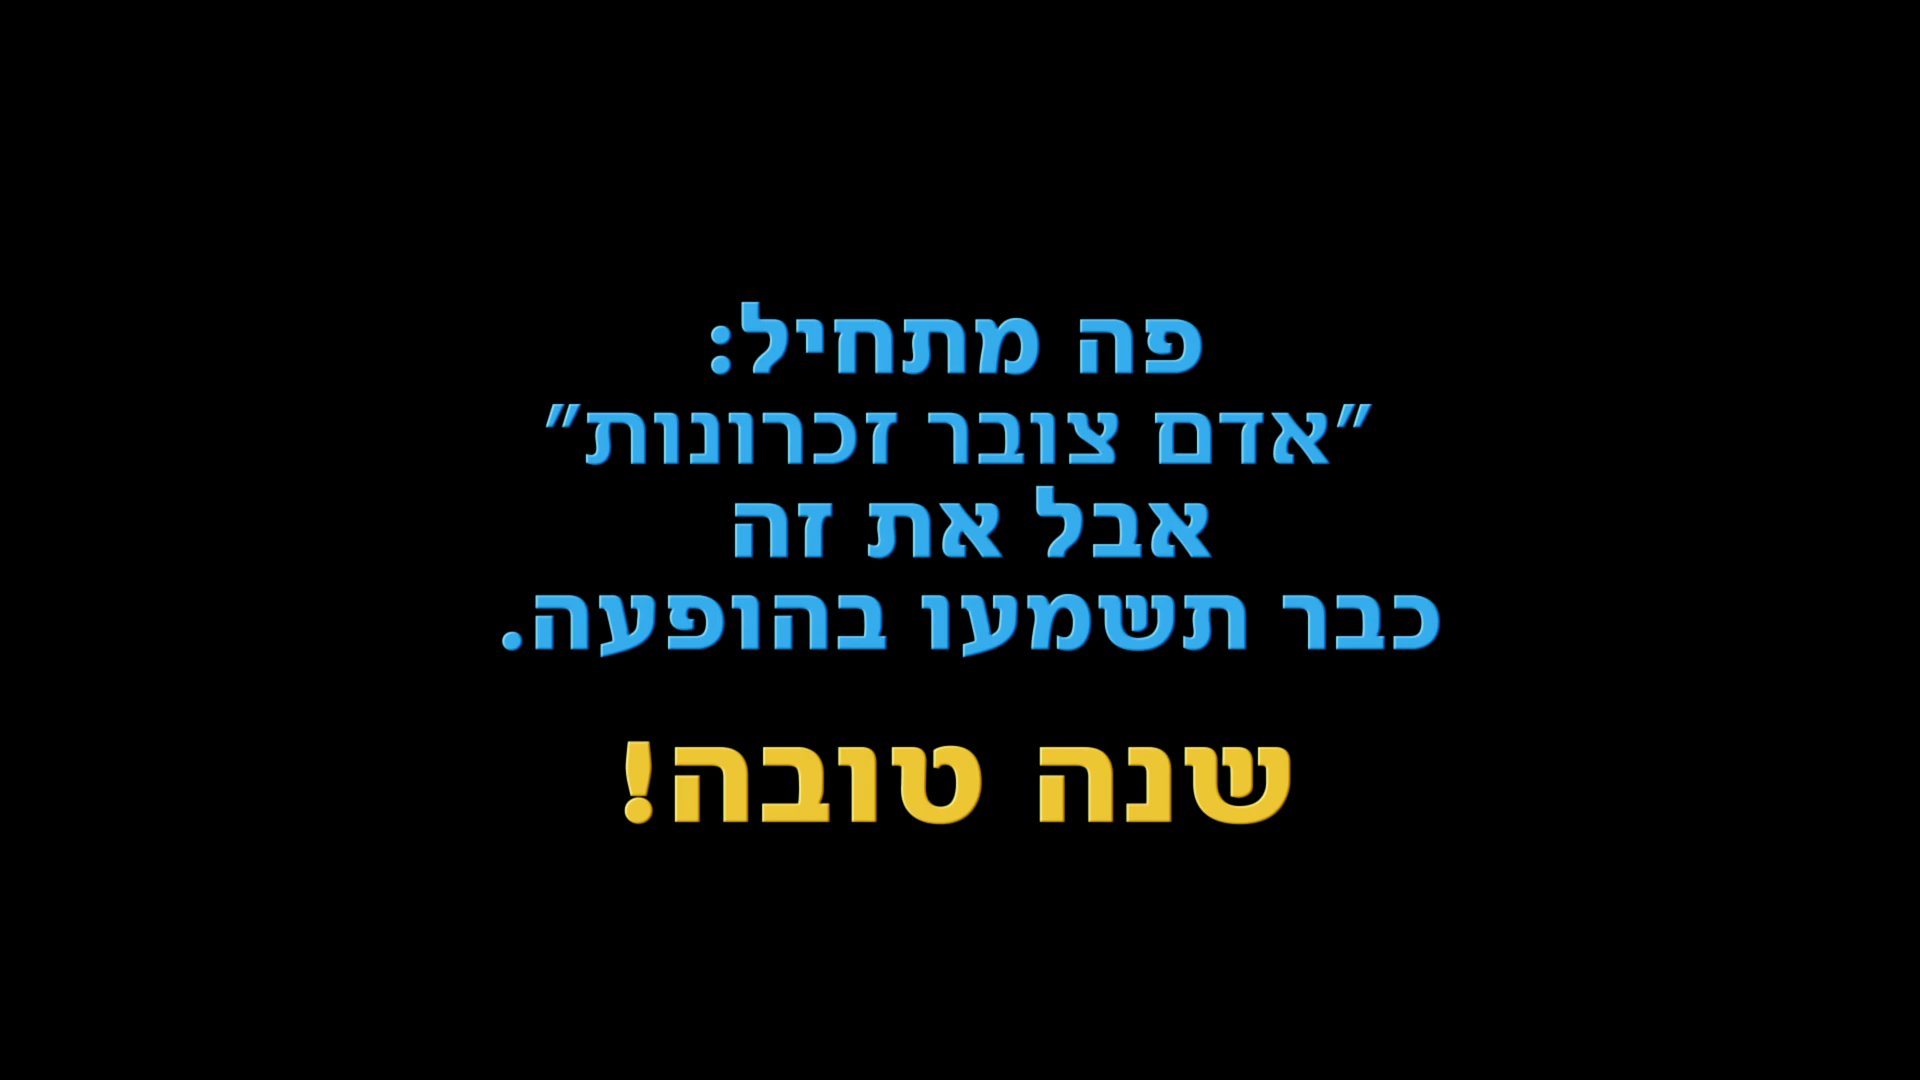 פה מתחיל:
"אדם צובר זכרונות"
אבל את זה
כבר תשמעו בהופעה.
שנה טובה!